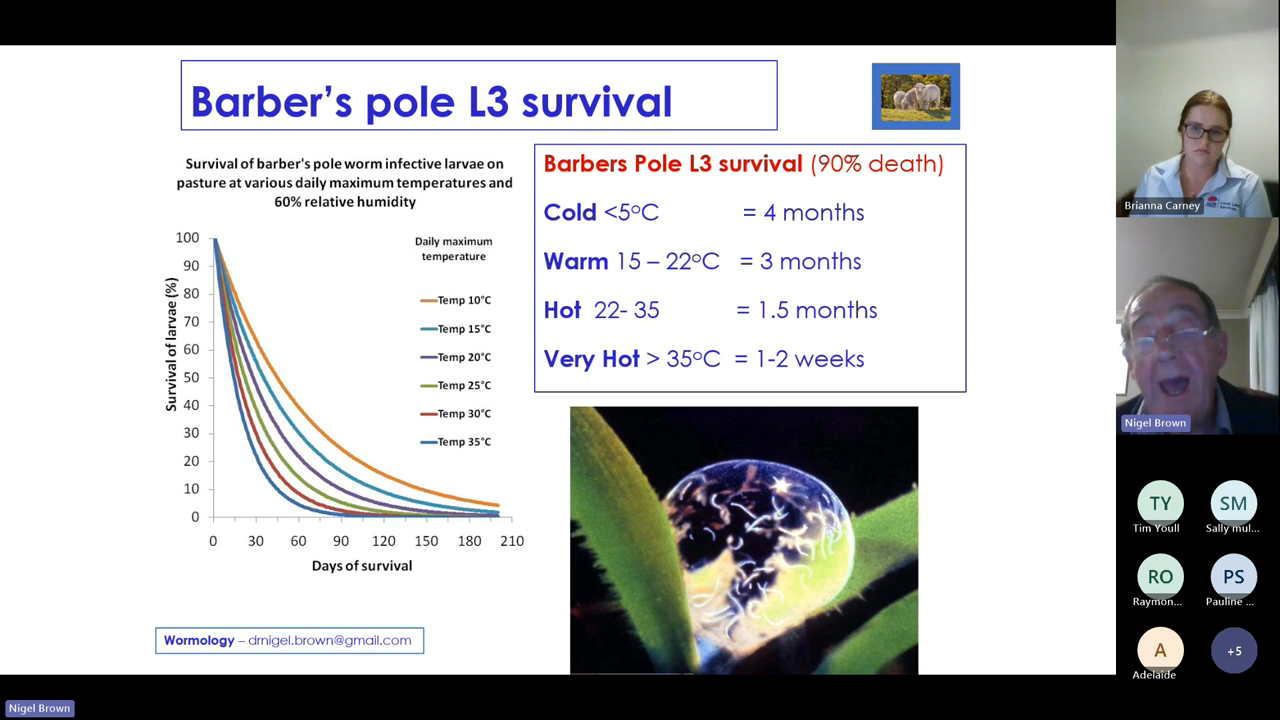 Barber's pole L3 survival
Survival of barber's pole worm infective larvae on
pasture at various daily maximum temperatures and
60% relative humidity
Daily maximum
temperature
Temp 10°C
Temp 15°C
Temp 20°C
Temp 25°C
Temp 30°C
Temp 35°C
Survival of larvae (%)
100
90
80
70
60
50
40
30
20
10
0
0 30 60 90 120 150 180 210
Days of survival
Barbers Pole L3 survival (90% death)
Cold <5°C = 4 months
Warm 15 – 22°C = 3 months
Hot 22- 35 = 1.5 months
Very Hot > 35°C = 1-2 weeks
Wormology – drnigel.brown@gmail.com
Brianna Carney
Nigel Brown
TY SM
Tim Youll Sally mul...
RO PS
Raymon... Pauline ...
A +5
Adelaide
Nigel Brown